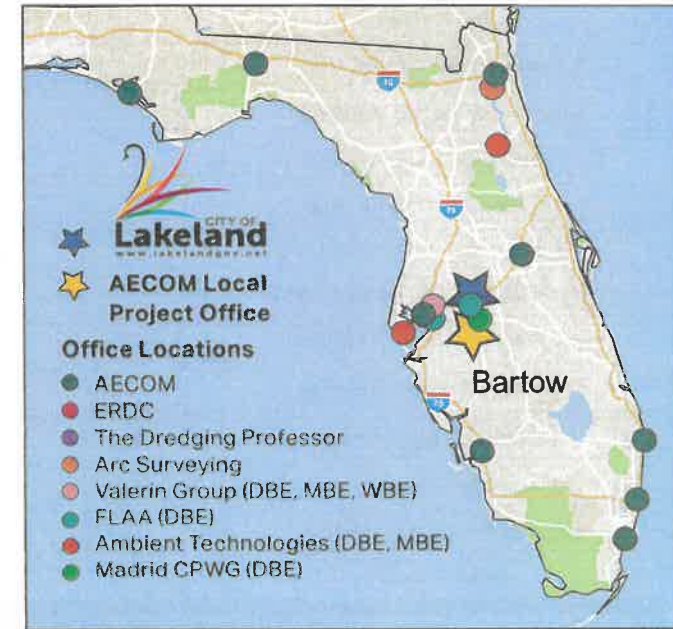 10
75
CITY OF
Lakeland
www.lakelandgov.net
AECOM Local
Project Office
Office Locations
AECOM
ERDC
The Dredging Professor
Arc Surveying
Valerin Group (DBE, MBE, WBE)
FLAA (DBE)
Ambient Technologies (DBE, MBE)
Madrid CPWG (DBE)
Bartow
75